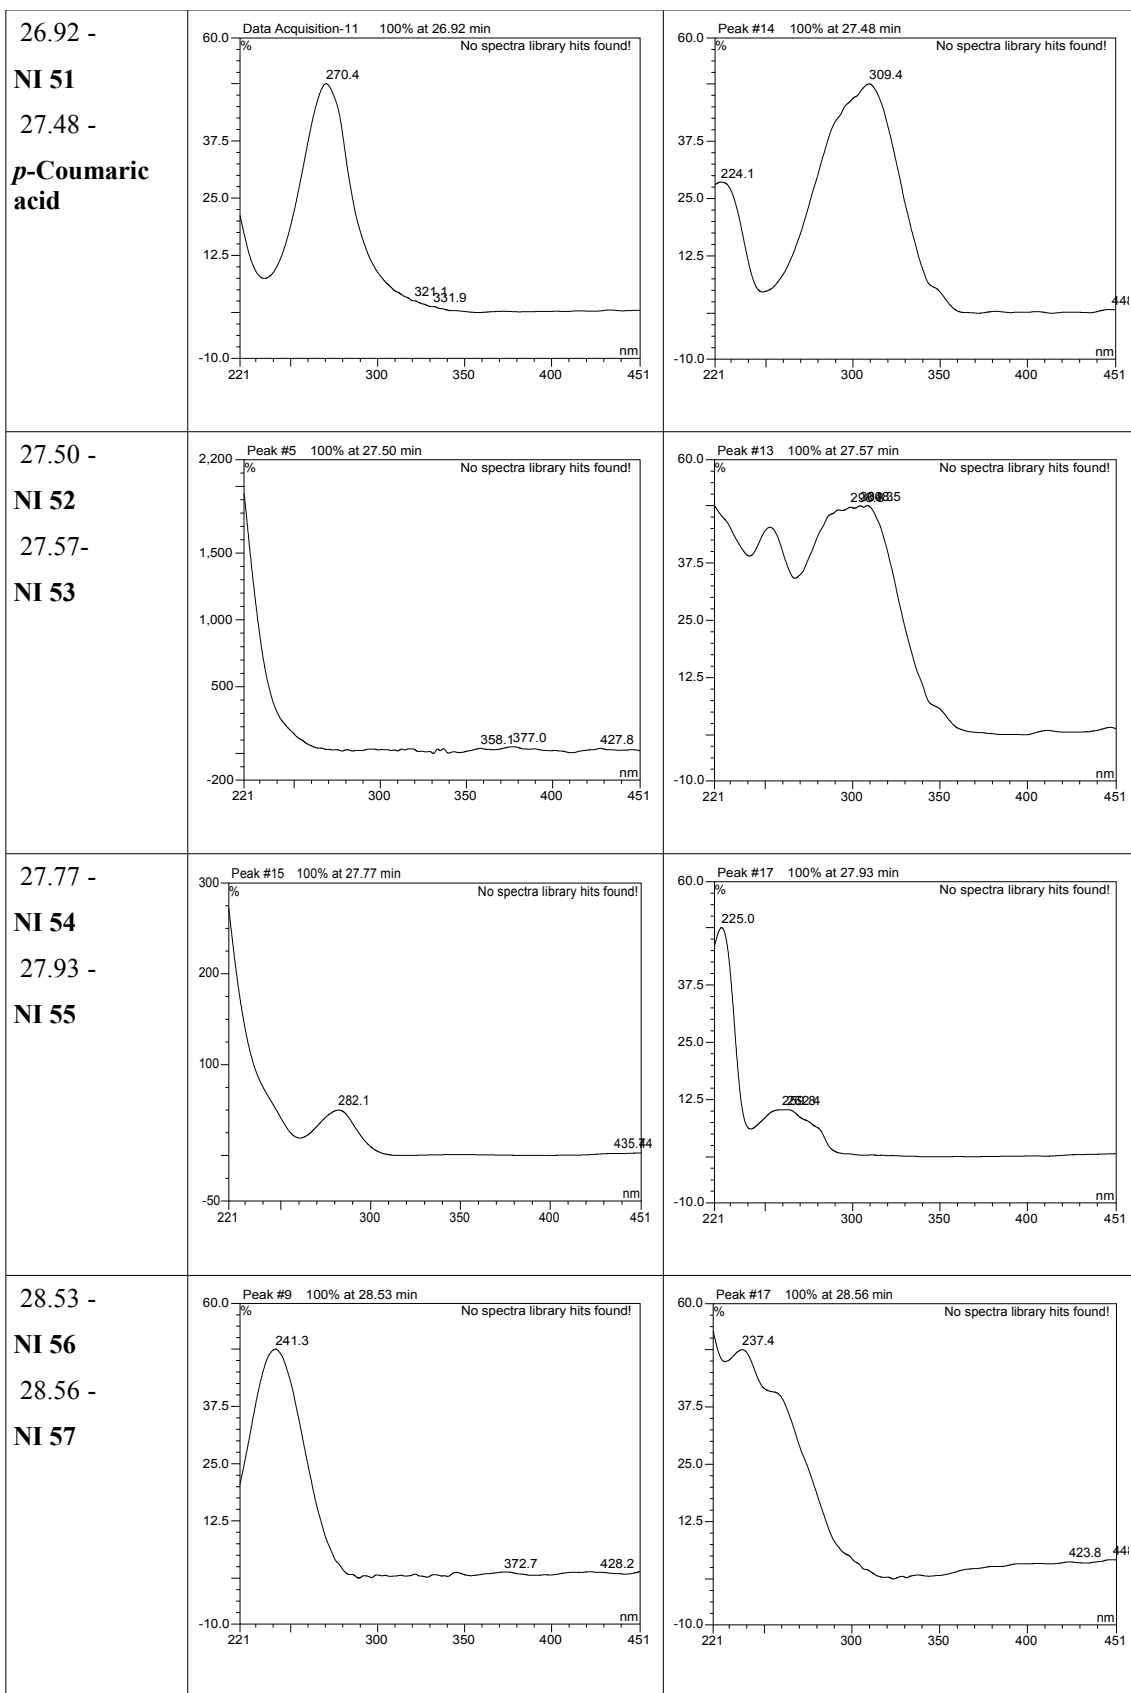 26.92 -
NI 51
27.48 -
p-Coumaric
acid
Data Acquisition-11 100% at 26.92 min
60.0
%
No spectra library hits found!
270.4
37.5
25.0
12.5
321.1
331.9
-10.0
nm
221 300 350 400 451
Peak #14 100% at 27.48 min
60.0
%
No spectra library hits found!
309.4
37.5
224.1
25.0
12.5
448
-10.0
nm
221 300 350 400 451
27.50 -
NI 52
27.57-
NI 53
Peak #5 100% at 27.50 min
2,200
%
No spectra library hits found!
1,500
1,000
500
358.1 377.0 427.8
-200
nm
221 300 350 400 451
Peak #13 100% at 27.57 min
60.0
%
No spectra library hits found!
37.5
25.0
12.5
-10.0
nm
221 300 350 400 451
27.77 -
NI 54
27.93 -
NI 55
Peak #15 100% at 27.77 min
300
%
No spectra library hits found!
200
100
282.1
-50
nm
221 300 350 400 451
Peak #17 100% at 27.93 min
60.0
%
No spectra library hits found!
225.0
37.5
25.0
12.5
-10.0
nm
221 300 350 400 451
28.53 -
NI 56
28.56 -
NI 57
Peak #9 100% at 28.53 min
60.0
%
No spectra library hits found!
241.3
37.5
25.0
12.5
372.7 428.2
-10.0
nm
221 300 350 400 451
Peak #17 100% at 28.56 min
60.0
%
No spectra library hits found!
237.4
37.5
25.0
12.5
423.8 448
-10.0
nm
221 300 350 400 451